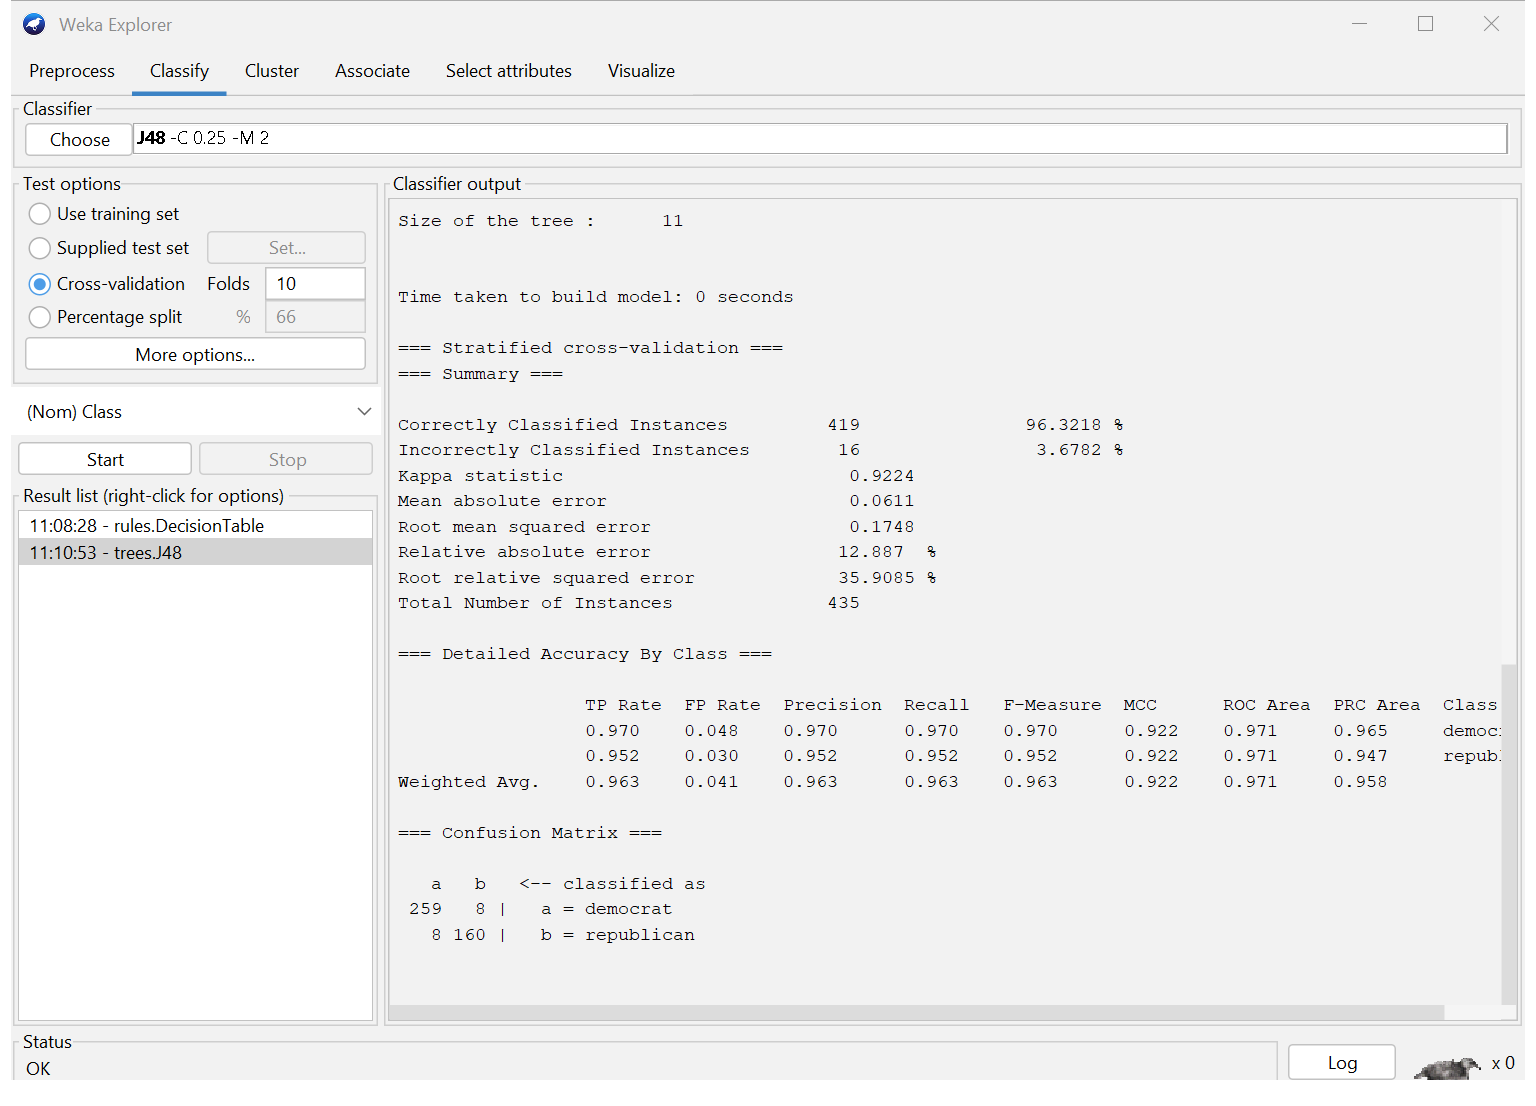 Weka Explorer
Preprocess Classify Cluster Associate Select attributes Visualize
Classifier
Choose J48 -C 0.25 -M 2
Test options
Use training set
Supplied test set Set...
Cross-validation Folds 10
Percentage split % 66
More options...
(Nom) Class
Start Stop
Result list (right-click for options)
11:08:28 - rules.DecisionTable
11:10:53 - trees.J48
Classifier output
Size of the tree : 11
Time taken to build model: 0 seconds
=== Stratified cross-validation ===
=== Summary ===
Correctly Classified Instances 419 96.3218 %
Incorrectly Classified Instances 16 3.6782 %
Kappa statistic 0.9224
Mean absolute error 0.0611
Root mean squared error 0.1748
Relative absolute error 12.887 %
Root relative squared error 35.9085 %
Total Number of Instances 435
=== Detailed Accuracy By Class ===
TP Rate FP Rate Precision Recall F-Measure MCC ROC Area PRC Area Class
0.970 0.048 0.970 0.970 0.970 0.922 0.971 0.965 democ
0.952 0.030 0.952 0.952 0.952 0.922 0.971 0.947 republ
Weighted Avg. 0.963 0.041 0.963 0.963 0.963 0.922 0.971 0.958
=== Confusion Matrix ===
a b <-- classified as
259 8 | a = democrat
8 160 | b = republican
Status
OK
Log x 0